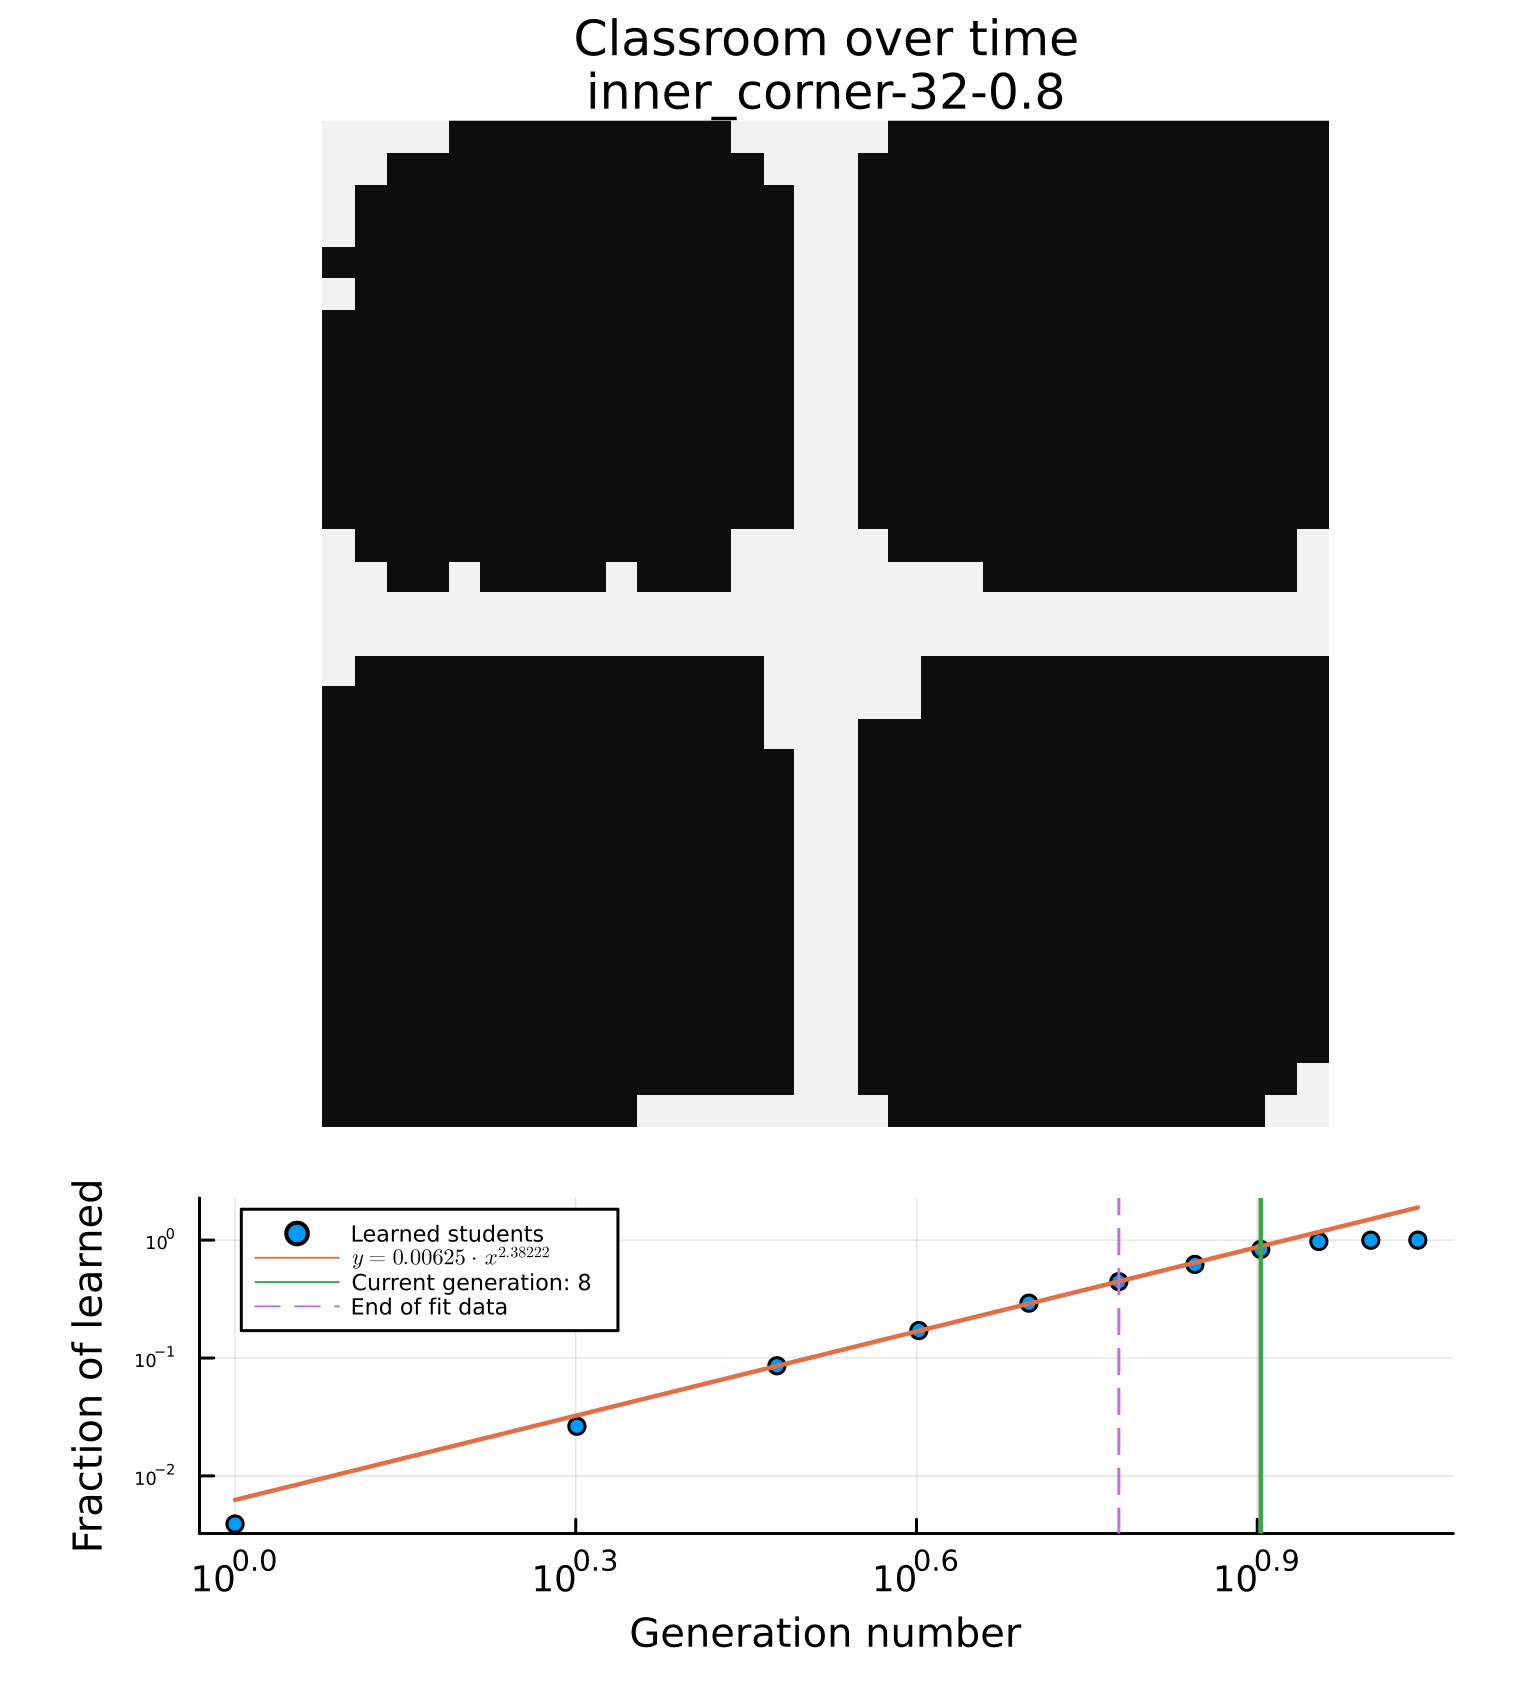 Classroom over time
inner_corner-32-0.8
Fraction of learned
10⁰
10⁻¹
10⁻²
Learned students
y = 0.00625 · x^2.38222
Current generation: 8
End of fit data
10^0.0
10^0.3
10^0.6
10^0.9
Generation number